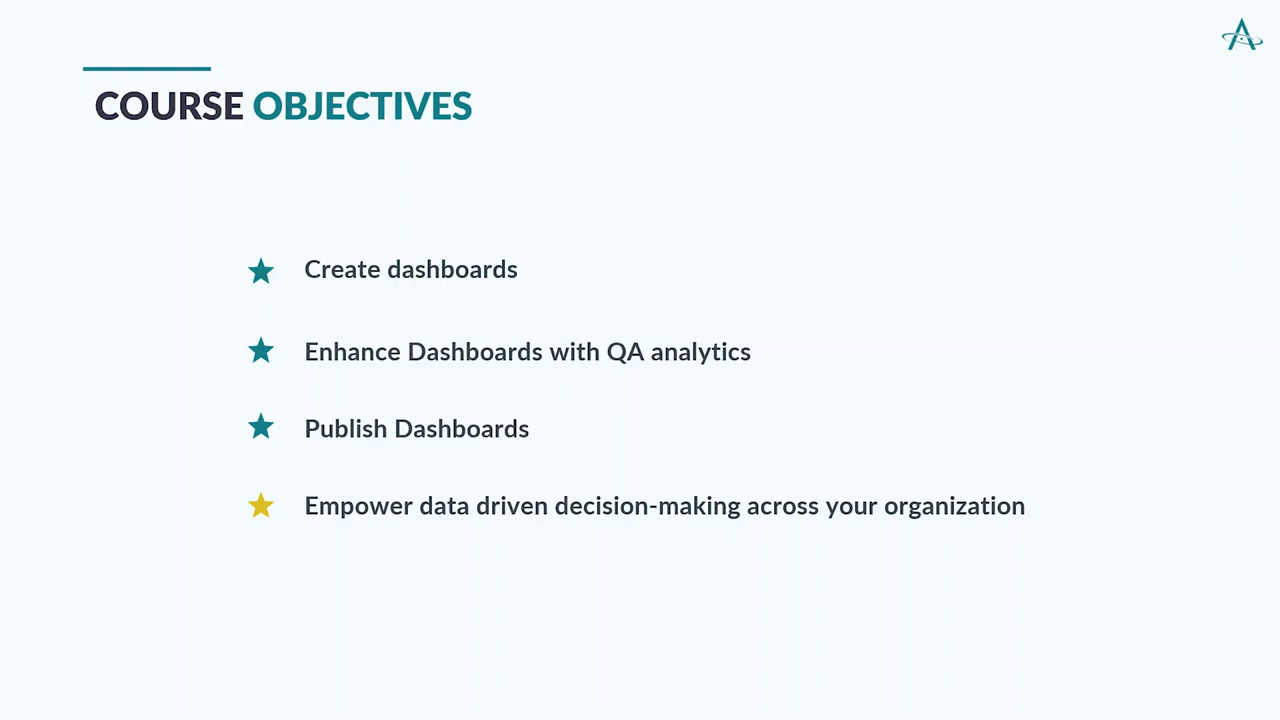 COURSE OBJECTIVES
Create dashboards
Enhance Dashboards with QA analytics
Publish Dashboards
Empower data driven decision-making across your organization